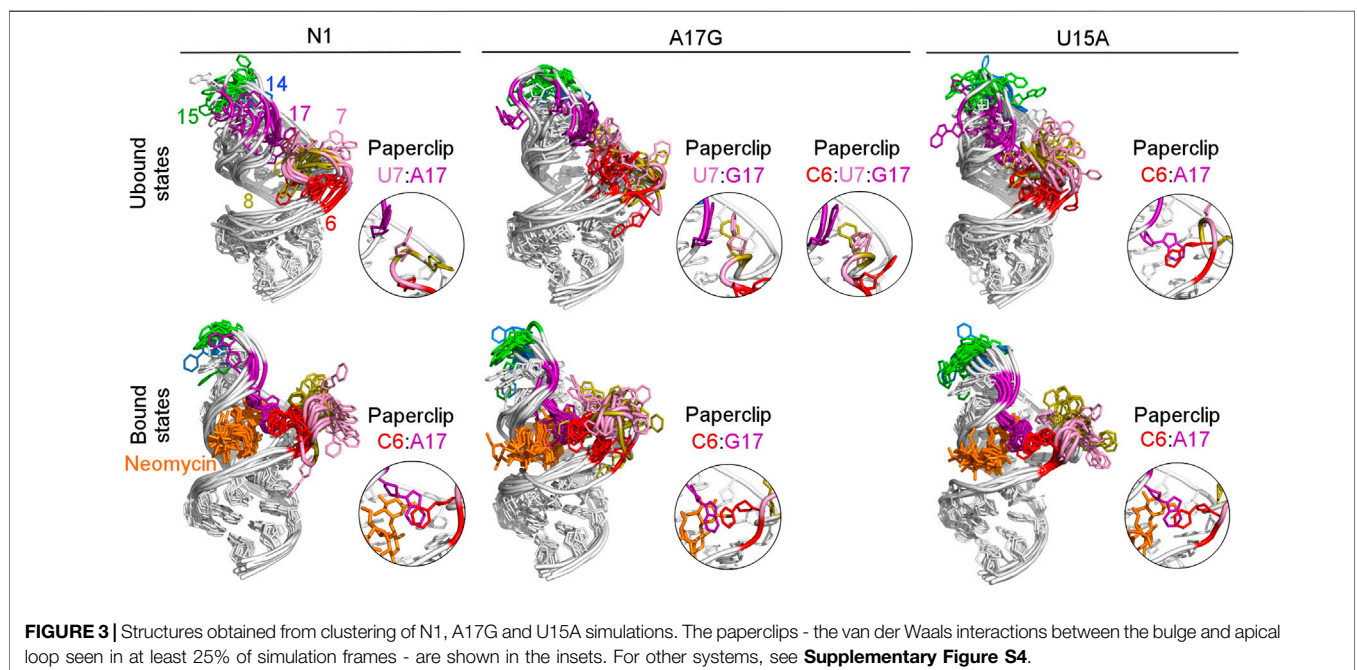 N1
A17G
U15A
Ubound
states
14
15
17
7
8
6
Paperclip
U7:A17
Paperclip
U7:G17
Paperclip
C6:U7:G17
Paperclip
C6:A17
Bound
states
Neomycin
Paperclip
C6:A17
Paperclip
C6:G17
Paperclip
C6:A17
FIGURE 3 | Structures obtained from clustering of N1, A17G and U15A simulations. The paperclips - the van der Waals interactions between the bulge and apical
loop seen in at least 25% of simulation frames - are shown in the insets. For other systems, see Supplementary Figure S4.